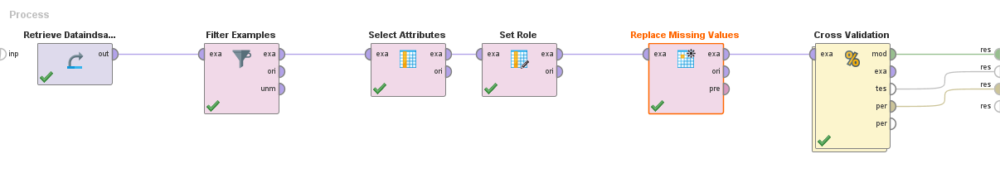 Process
Retrieve Dataindsa...
Filter Examples
Select Attributes
Set Role
Replace Missing Values
Cross Validation
inp
out
exa
exa
ori
unm
exa
exa
ori
exa
exa
ori
exa
exa
ori
pre
exa
mod
exa
tes
per
per
%
res
res
res
res